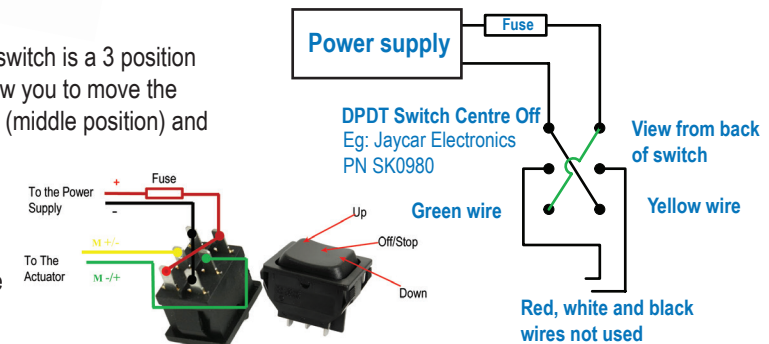 switch is a 3 position
w you to move the
(middle position) and
To the Power
Supply
+
Fuse
-
M +/-
To The
Actuator
M -/+
Up
Off/Stop
Down
Power supply
Fuse
DPDT Switch Centre Off
Eg: Jaycar Electronics
PN SK0980
View from back
of switch
Green wire
Yellow wire
Red, white and black
wires not used